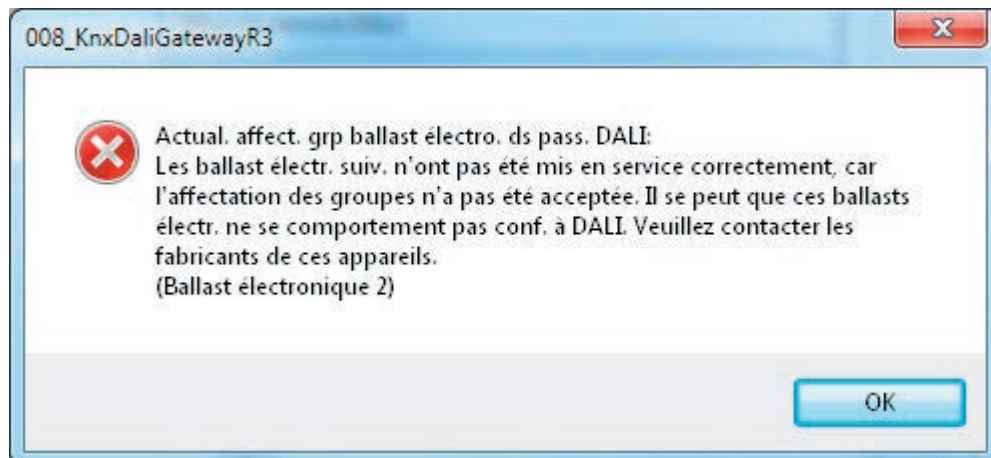 008_KnxDaliGatewayR3
Actual. affect. grp ballast électro. ds pass. DALI:
Les ballast électr. suiv. n'ont pas été mis en service correctement, car
l'affectation des groupes n'a pas été acceptée. Il se peut que ces ballasts
électr. ne se comportement pas conf. à DALI. Veuillez contacter les
fabricants de ces appareils.
(Ballast électronique 2)
OK